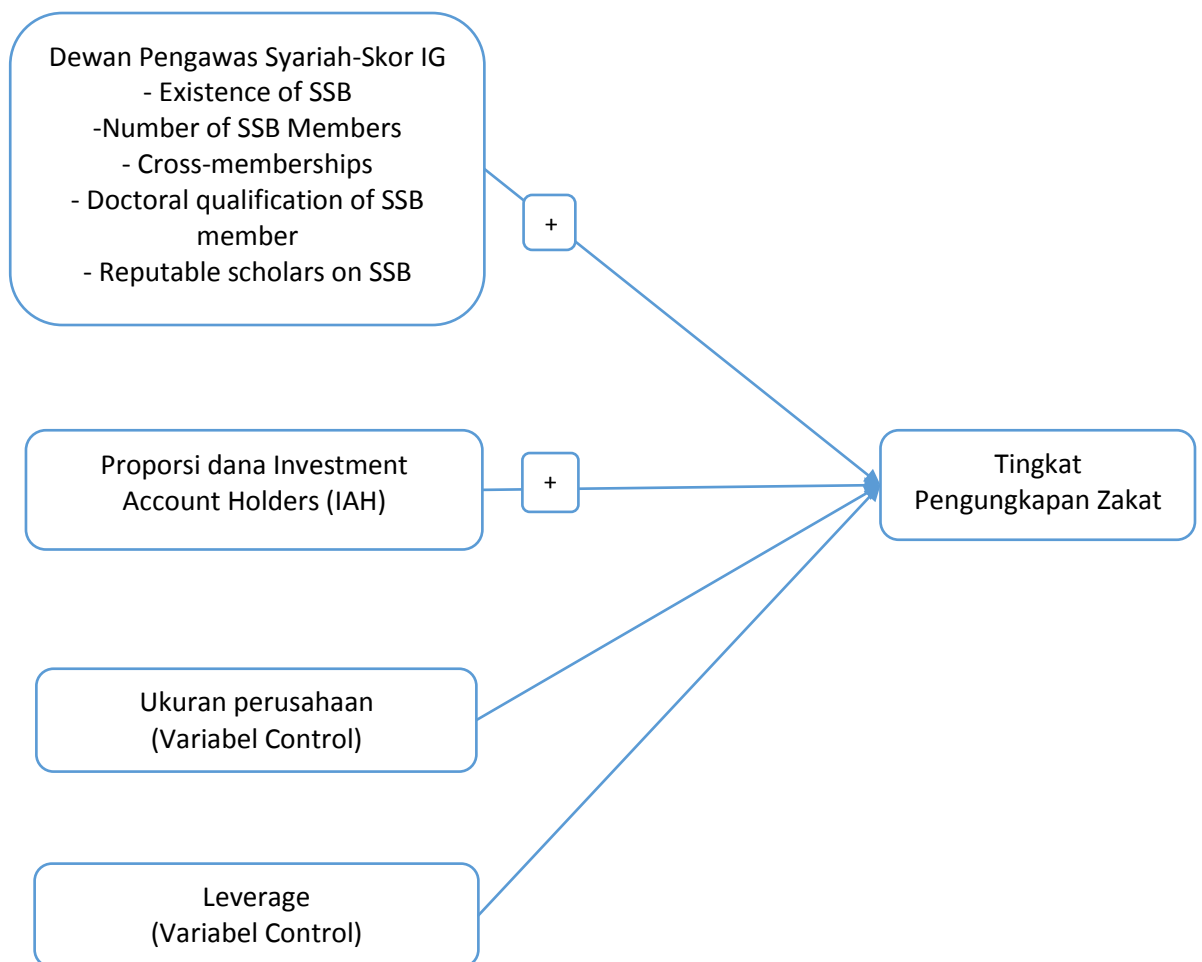 Dewan Pengawas Syariah-Skor IG
- Existence of SSB
-Number of SSB Members
- Cross-memberships
- Doctoral qualification of SSB
member
- Reputable scholars on SSB
+
Proporsi dana Investment
Account Holders (IAH)
+
Tingkat
Pengungkapan Zakat
Ukuran perusahaan
(Variabel Control)
Leverage
(Variabel Control)